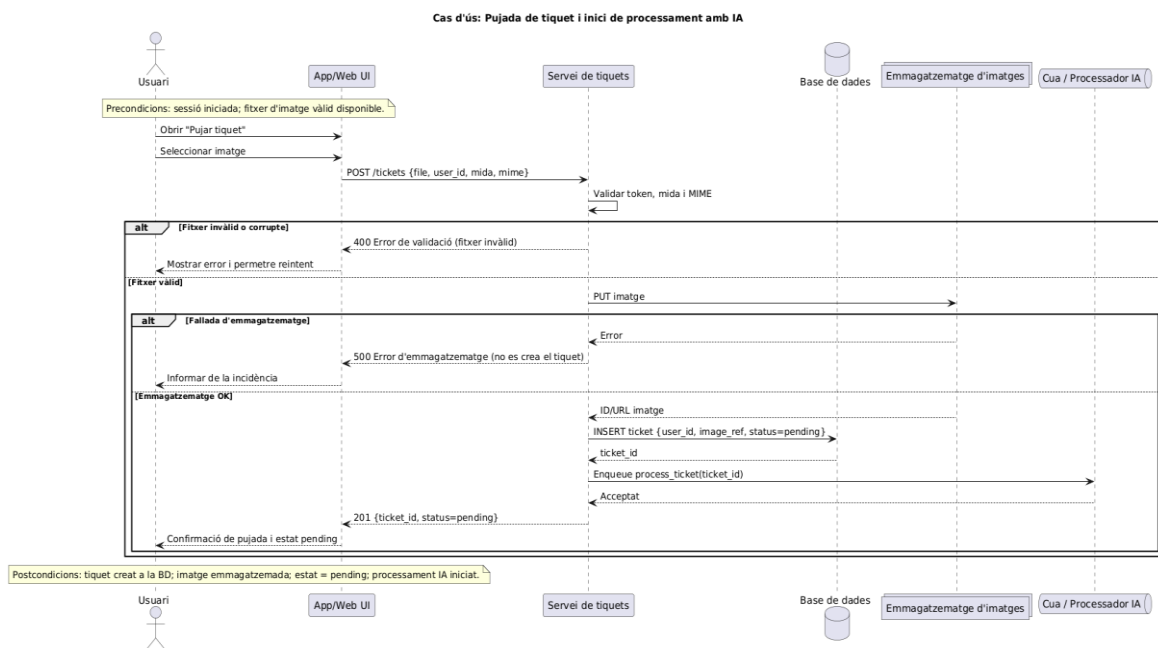 Cas d'ús: Pujada de tiquet i inici de processament amb IA
Usuari
App/Web UI
Servei de tiquets
Base de dades
Emmagatzematge d'imatges
Cua / Processador IA
Precondicions: sessió iniciada; fitxer d'imatge vàlid disponible.
Obrir "Pujar tiquet"
Seleccionar imatge
POST /tickets {file, user_id, mida, mime}
Validar token, mida i MIME
alt
[Fitxer invàlid o corrupte]
400 Error de validació (fitxer invàlid)
Mostrar error i permetre reintent
[Fitxer vàlid]
PUT imatge
alt
[Fallada d'emmagatzematge]
Error
500 Error d'emmagatzematge (no es crea el tiquet)
Informar de la incidència
[Emmagatzematge OK]
ID/URL imatge
INSERT ticket {user_id, image_ref, status=pending}
ticket_id
Enqueue process_ticket(ticket_id)
Acceptat
201 {ticket_id, status=pending}
Confirmació de pujada i estat pending
Postcondicions: tiquet creat a la BD; imatge emmagatzemada; estat = pending; processament IA iniciat.
Usuari
App/Web UI
Servei de tiquets
Base de dades
Emmagatzematge d'imatges
Cua / Processador IA